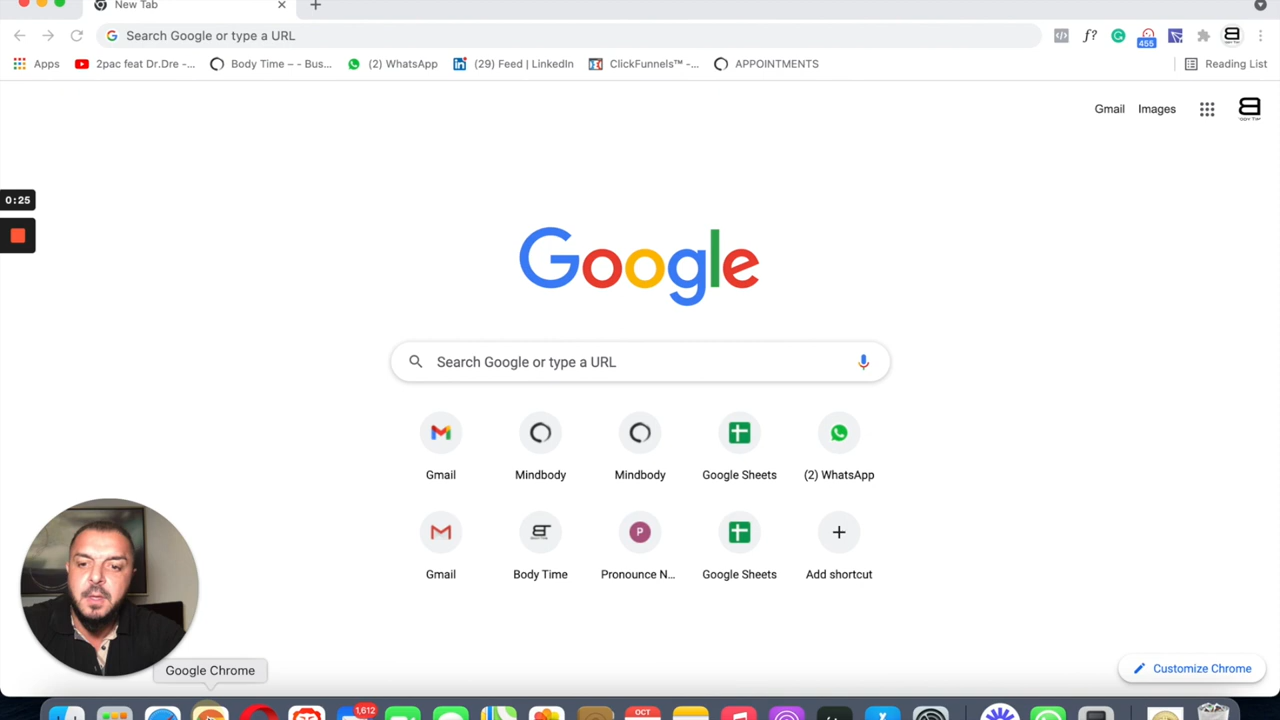 New Tab
Search Google or type a URL
f?
455
Apps
2pac feat Dr.Dre -...
Body Time – - Bus...
(2) WhatsApp
(29) Feed | LinkedIn
ClickFunnels™ -...
APPOINTMENTS
Reading List
Gmail
Images
0:25
Google
Search Google or type a URL
Gmail
Mindbody
Mindbody
Google Sheets
(2) WhatsApp
P
Gmail
Body Time
Pronounce N...
Google Sheets
Add shortcut
Google Chrome
Customize Chrome
1,612
OCT